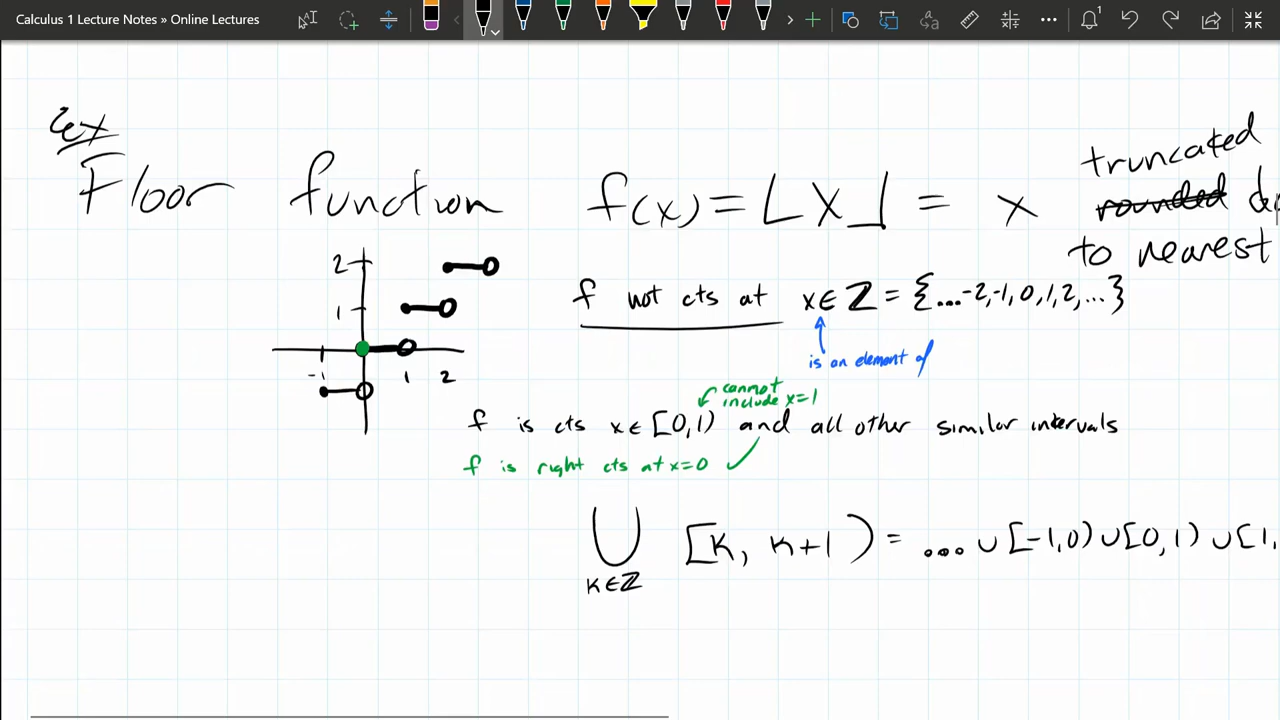 Calculus 1 Lecture Notes » Online Lectures
Ex
Floor function f(x) = ⌊x⌋ = x truncated
rounded
to nearest
2
1
-1 1 2
f not cts at x∈ℤ = {...-2,-1,0,1,2,...}
is an element of
cannot
include x=1
f is cts x∈[0,1) and all other similar intervals
f is right cts at x=0 ✓
⋃ [k, k+1) = ... ∪[-1,0)∪[0,1)∪[1,
k∈ℤ